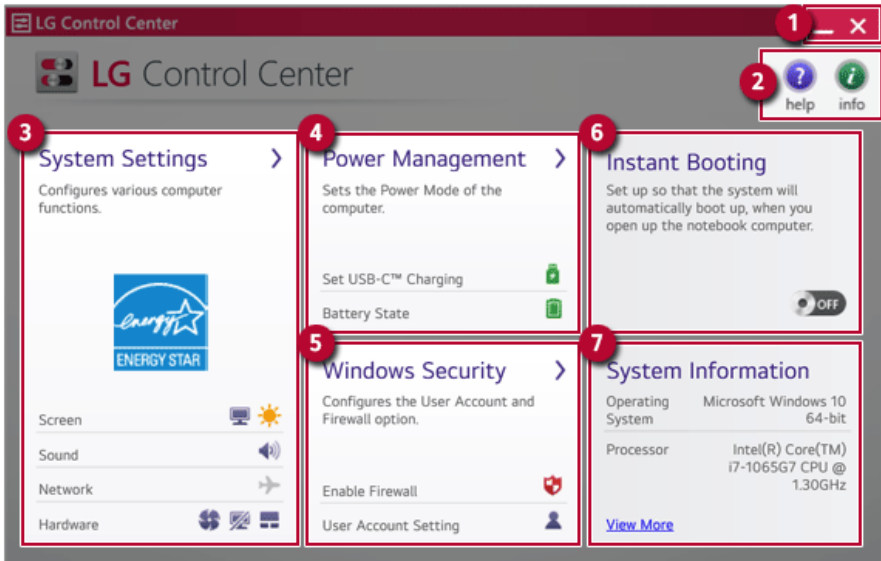 LG Control Center
1
LG Control Center
2
help
info
3
System Settings
Configures various computer
functions.
energy
ENERGY STAR
Screen
Sound
Network
Hardware
4
Power Management
Sets the Power Mode of the
computer.
Set USB-C™ Charging
Battery State
5
Windows Security
Configures the User Account and
Firewall option.
Enable Firewall
User Account Setting
6
Instant Booting
Set up so that the system will
automatically boot up, when you
open up the notebook computer.
OFF
7
System Information
Operating Microsoft Windows 10
System 64-bit
Processor Intel(R) Core(TM)
i7-1065G7 CPU @
1.30GHz
View More